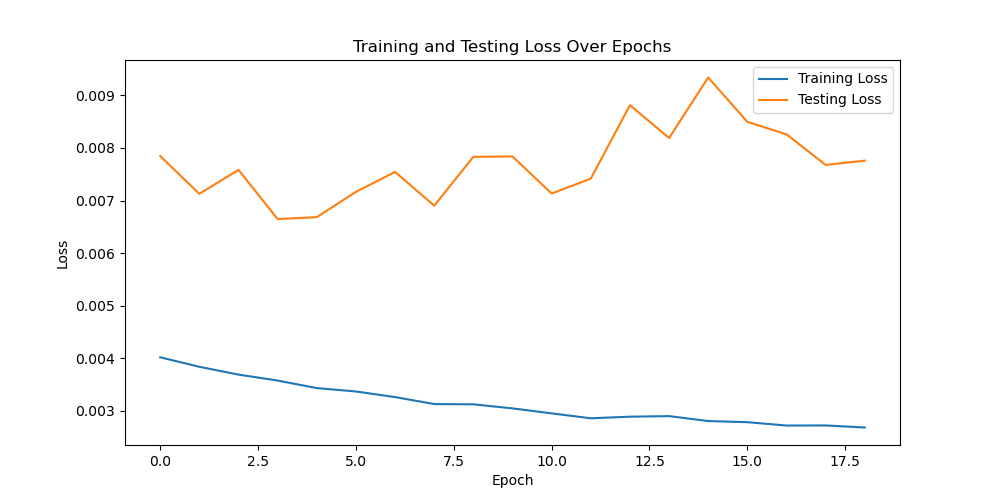 Training and Testing Loss Over Epochs
Training Loss
Testing Loss
0.009
0.008
0.007
0.006
0.005
0.004
0.003
Loss
0.0 2.5 5.0 7.5 10.0 12.5 15.0 17.5
Epoch